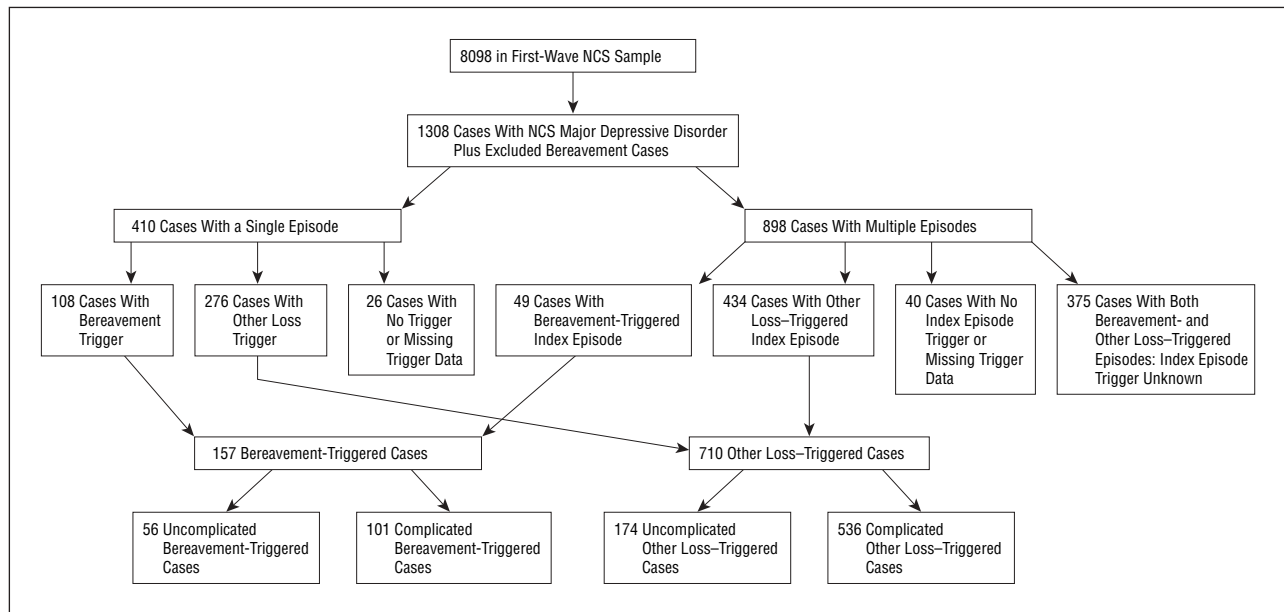 8098 in First-Wave NCS Sample
1308 Cases With NCS Major Depressive Disorder
Plus Excluded Bereavement Cases
410 Cases With a Single Episode
898 Cases With Multiple Episodes
108 Cases With
Bereavement
Trigger
276 Cases With
Other Loss
Trigger
26 Cases With
No Trigger
or Missing
Trigger Data
49 Cases With
Bereavement-Triggered
Index Episode
434 Cases With Other
Loss–Triggered
Index Episode
40 Cases With No
Index Episode
Trigger or
Missing Trigger
Data
375 Cases With Both
Bereavement- and
Other Loss–Triggered
Episodes: Index Episode
Trigger Unknown
157 Bereavement-Triggered Cases
710 Other Loss–Triggered Cases
56 Uncomplicated
Bereavement-Triggered
Cases
101 Complicated
Bereavement-Triggered
Cases
174 Uncomplicated
Other Loss–Triggered
Cases
536 Complicated
Other Loss–Triggered
Cases